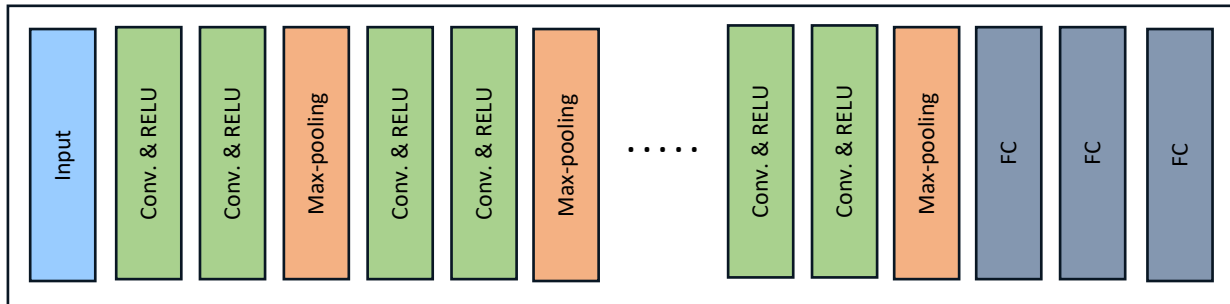 Input
Conv. & RELU
Conv. & RELU
Max-pooling
Conv. & RELU
Conv. & RELU
Max-pooling
.....
Conv. & RELU
Conv. & RELU
Max-pooling
FC
FC
FC